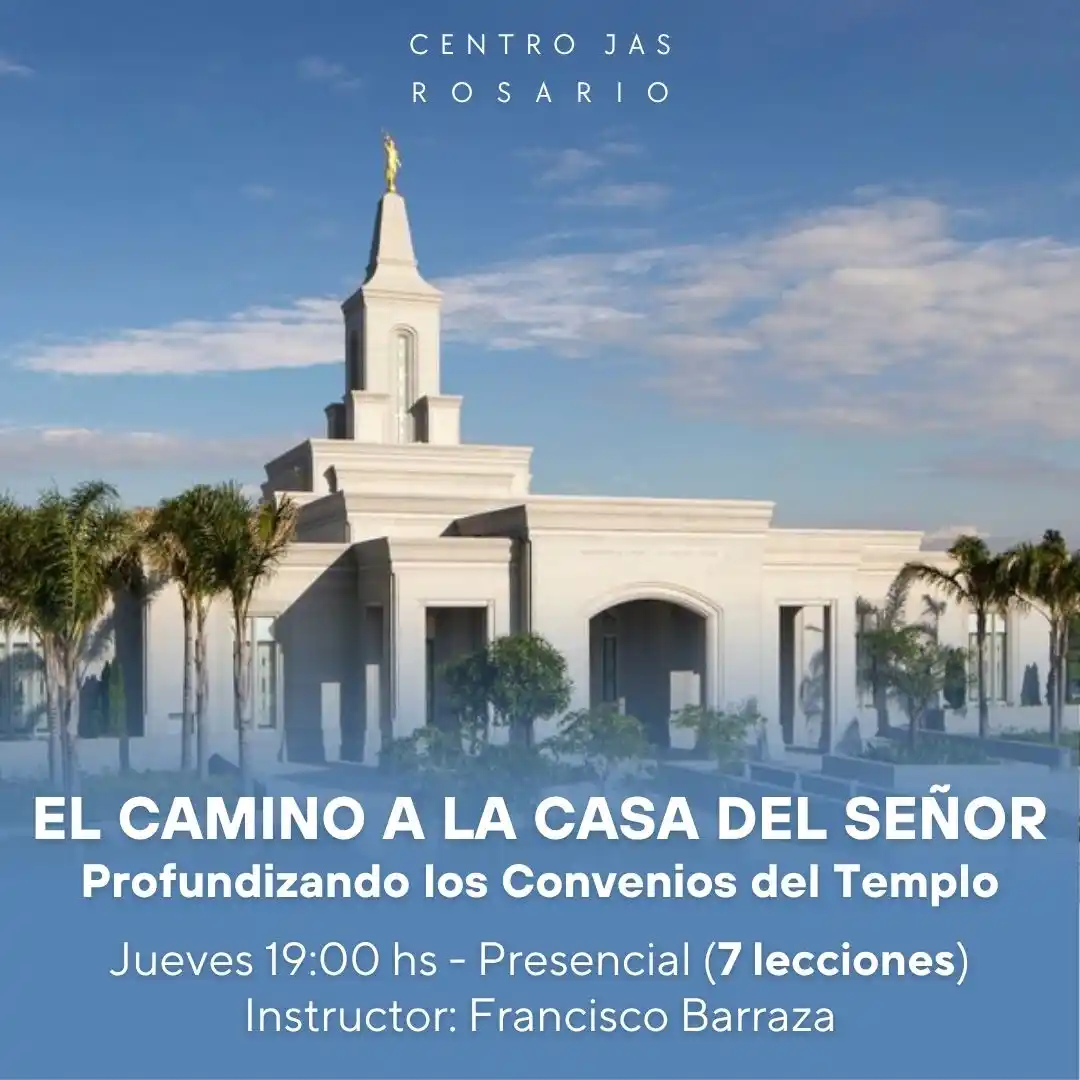 CENTRO JAS
ROSARIO
EL CAMINO A LA CASA DEL SEÑOR
Profundizando los Convenios del Templo
Jueves 19:00 hs - Presencial (7 lecciones)
Instructor: Francisco Barraza